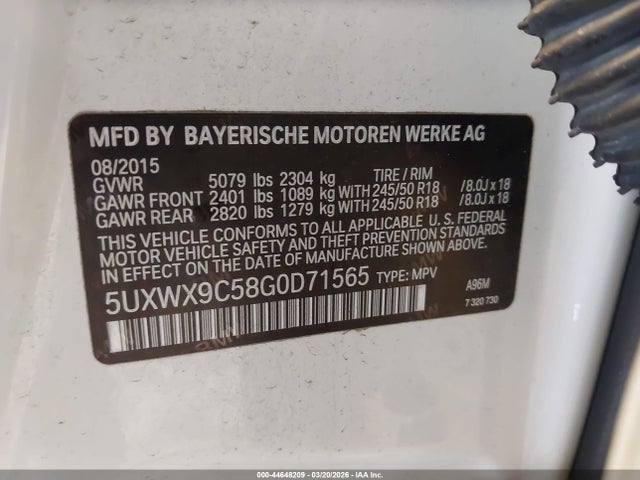 MFD BY BAYERISCHE MOTOREN WERKE AG
08/2015
GVWR 5079 lbs 2304 kg TIRE / RIM
GAWR FRONT 2401 lbs 1089 kg WITH 245/50 R18 /8.0J x 18
GAWR REAR 2820 lbs 1279 kg WITH 245/50 R18 /8.0J x 18
THIS VEHICLE CONFORMS TO ALL APPLICABLE U. S. FEDERAL
MOTOR VEHICLE SAFETY AND THEFT PREVENTION STANDARDS
IN EFFECT ON THE DATE OF MANUFACTURE SHOWN ABOVE.
5UXWX9C58G0D71565 TYPE: MPV A96M
7 320 730
000-44648209 - 03/20/2026 - IAA Inc.